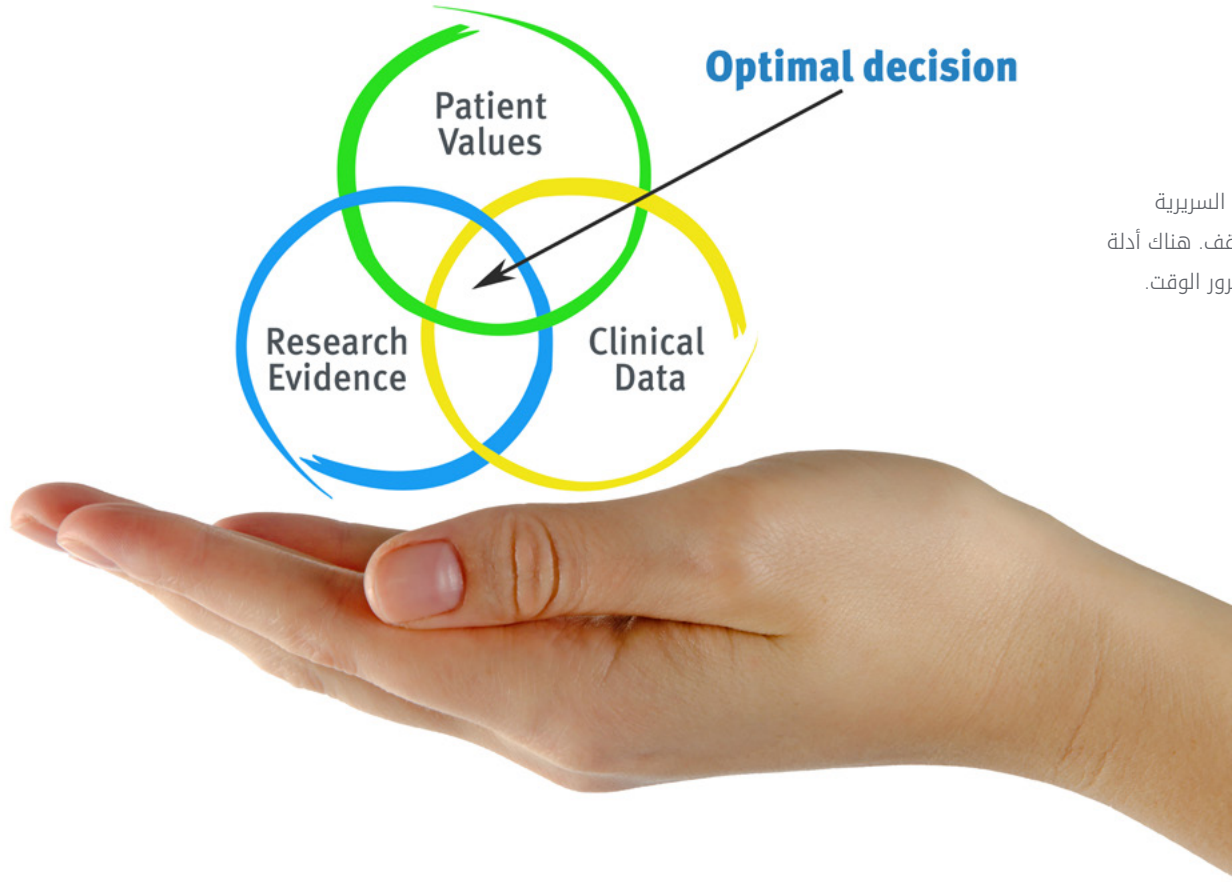 Optimal decision
Patient
Values
Research
Evidence
Clinical
Data
السريرية
هناك أدلة
الوقت.